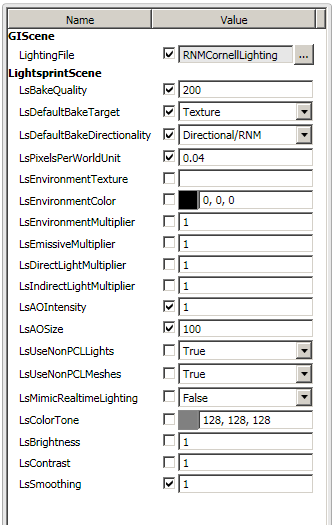 Name Value
GIScene
LightingFile RNMCornellLighting ...
LightsprintScene
LsBakeQuality 200
LsDefaultBakeTarget Texture
LsDefaultBakeDirectionality Directional/RNM
LsPixelsPerWorldUnit 0.04
LsEnvironmentTexture
LsEnvironmentColor 0, 0, 0
LsEnvironmentMultiplier 1
LsEmissiveMultiplier 1
LsDirectLightMultiplier 1
LsIndirectLightMultiplier 1
LsAOIntensity 1
LsAOSize 100
LsUseNonPCLLights True
LsUseNonPCLMeshes True
LsMimicRealtimeLighting False
LsColorTone 128, 128, 128
LsBrightness 1
LsContrast 1
LsSmoothing 1